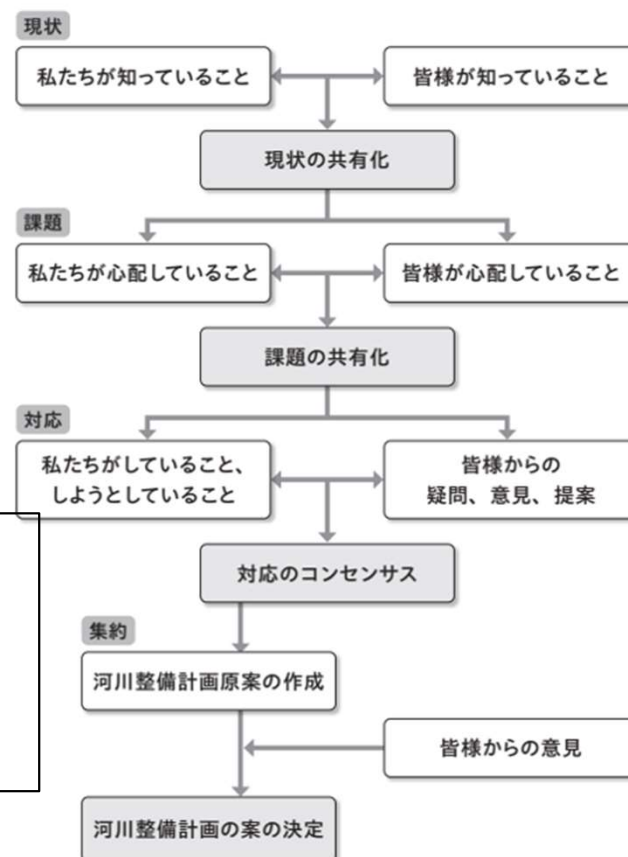 現状
私たちが知っていること
皆様が知っていること
現状の共有化
課題
私たちが心配していること
皆様が心配していること
課題の共有化
対応
私たちがしていること、
しようとしていること
皆様からの
疑問、意見、提案
対応のコンセンサス
集約
河川整備計画原案の作成
皆様からの意見
河川整備計画の案の決定